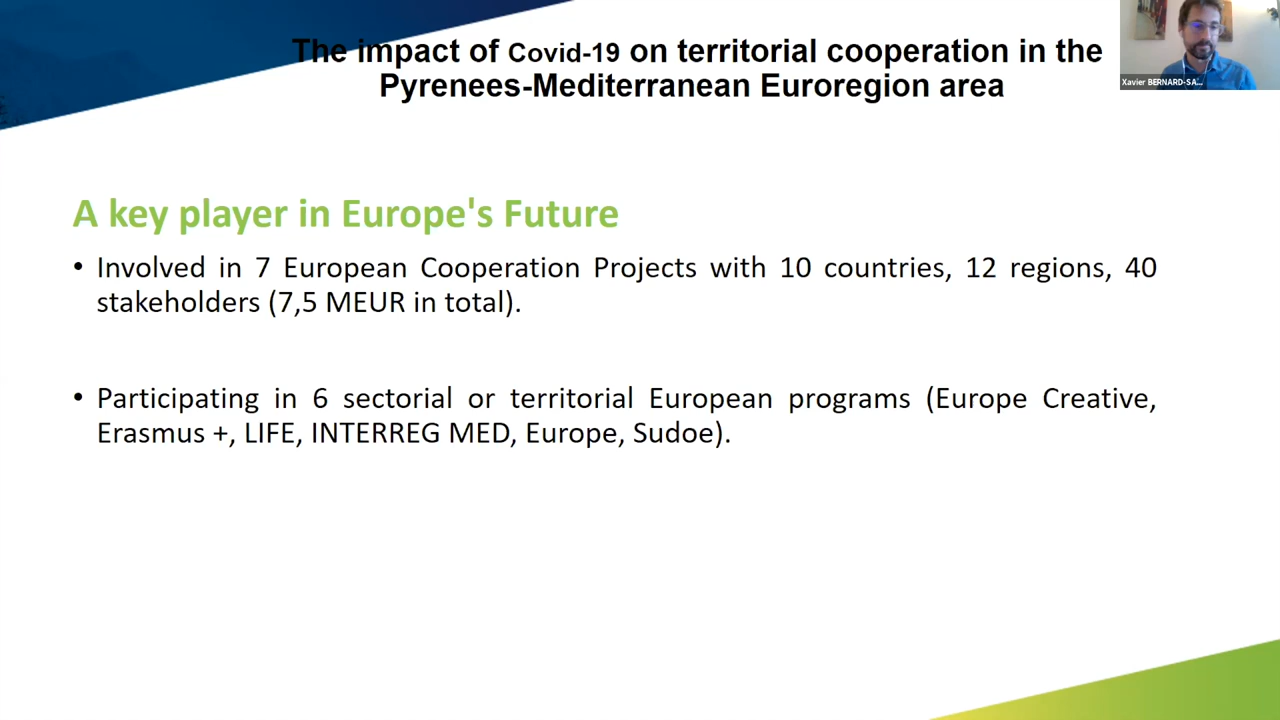 The impact of Covid-19 on territorial cooperation in the
Pyrenees-Mediterranean Euroregion area
Xavier BERNARD-SA...
A key player in Europe's Future
• Involved in 7 European Cooperation Projects with 10 countries, 12 regions, 40
stakeholders (7,5 MEUR in total).
• Participating in 6 sectorial or territorial European programs (Europe Creative,
Erasmus +, LIFE, INTERREG MED, Europe, Sudoe).